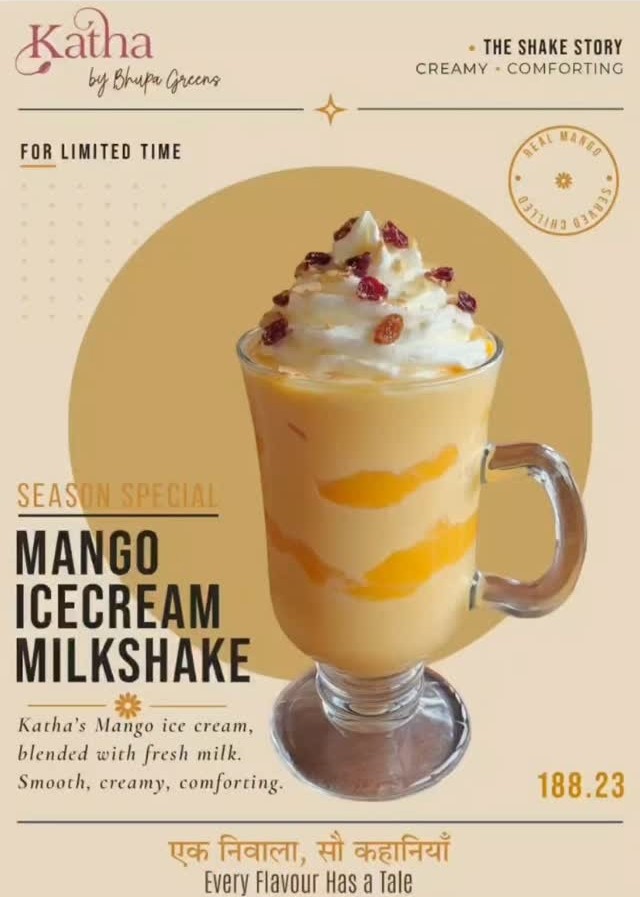 Katha
by Bhupa Greens
• THE SHAKE STORY
CREAMY • COMFORTING
FOR LIMITED TIME
REAL MANGO • SERVED CHILLED •
SEASON SPECIAL
MANGO
ICECREAM
MILKSHAKE
Katha's Mango ice cream,
blended with fresh milk.
Smooth, creamy, comforting.
188.23
एक निवाला, सौ कहानियाँ
Every Flavour Has a Tale